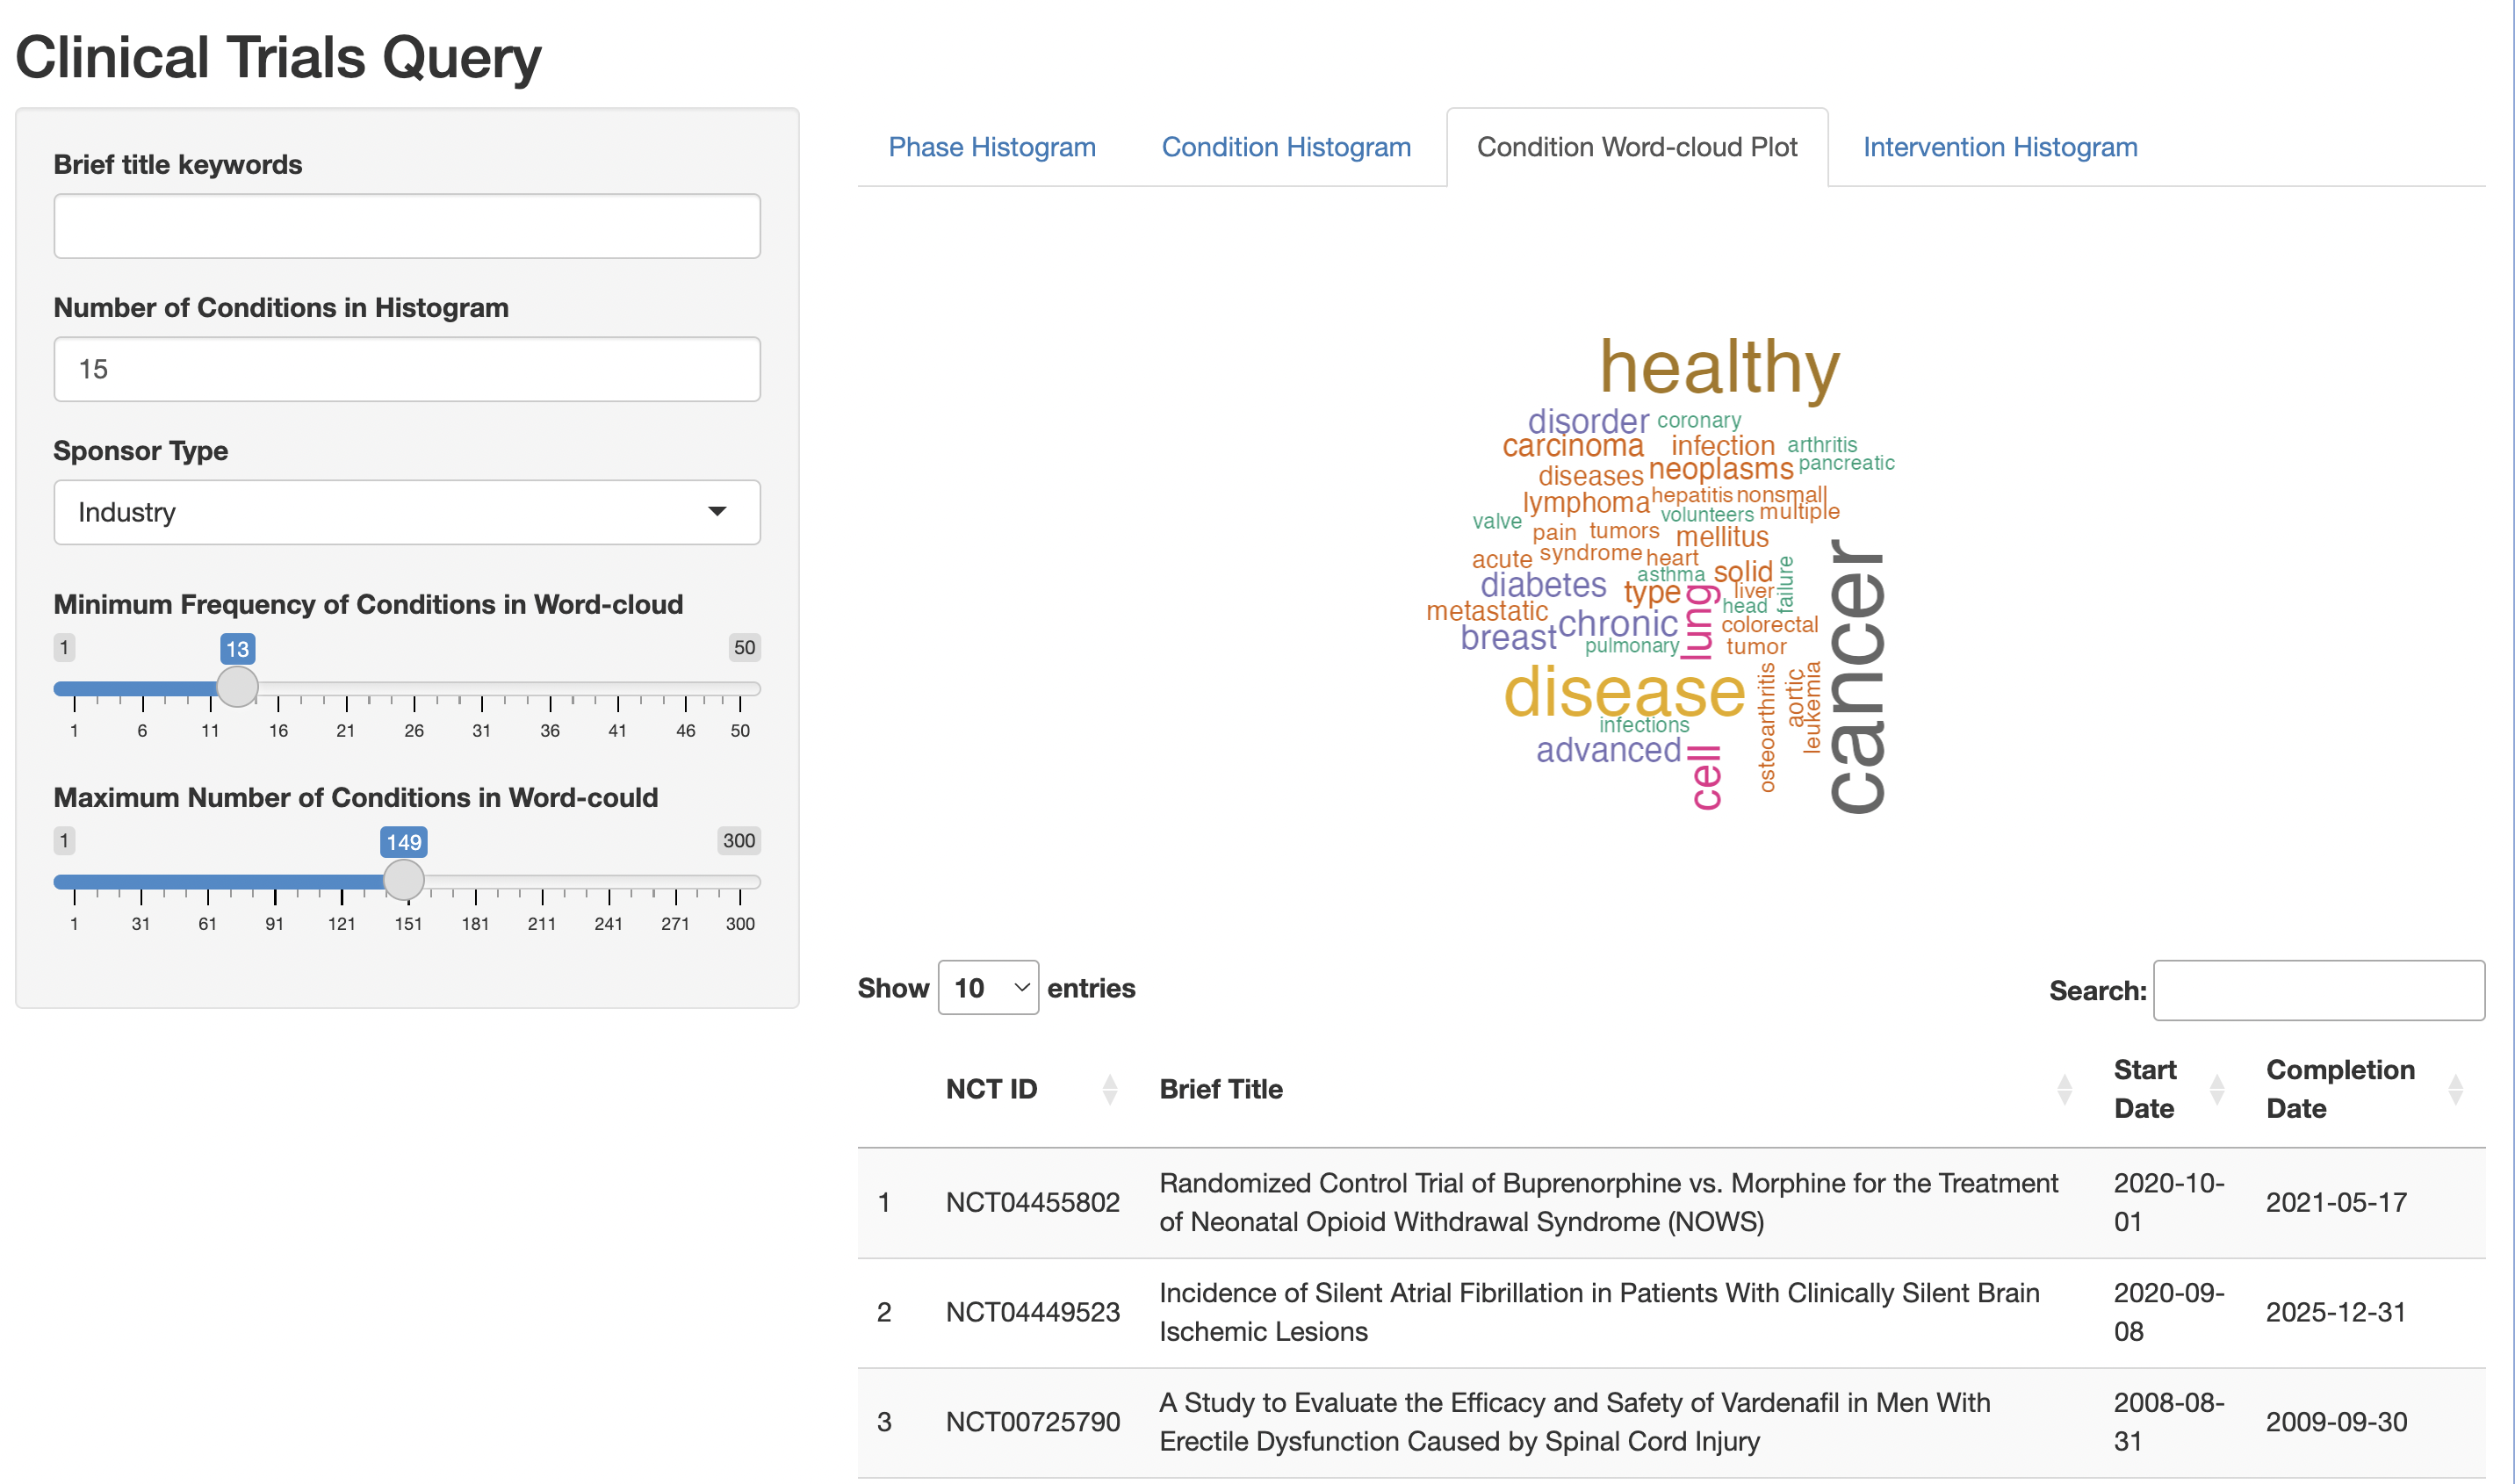 Clinical Trials Query
Brief title keywords
Number of Conditions in Histogram
15
Sponsor Type
Industry
Minimum Frequency of Conditions in Word-cloud
1 13 50
1 6 11 16 21 26 31 36 41 46 50
Maximum Number of Conditions in Word-could
1 149 300
1 31 61 91 121 151 181 211 241 271 300
Phase Histogram Condition Histogram Condition Word-cloud Plot Intervention Histogram
healthy
disorder coronary
carcinoma infection arthritis
diseases neoplasms pancreatic
lymphoma hepatitis nonsmall
valve volunteers multiple
pain tumors mellitus
acute syndrome heart
diabetes asthma solid failure
type liver
metastatic lung head
breast chronic colorectal
pulmonary tumor
cancer
disease osteoarthritis aortic leukemia
infections
advanced cell
Show 10 entries Search:
NCT ID Brief Title Start Date Completion Date
1 NCT04455802 Randomized Control Trial of Buprenorphine vs. Morphine for the Treatment 2020-10- 2021-05-17
of Neonatal Opioid Withdrawal Syndrome (NOWS) 01
2 NCT04449523 Incidence of Silent Atrial Fibrillation in Patients With Clinically Silent Brain 2020-09- 2025-12-31
Ischemic Lesions 08
3 NCT00725790 A Study to Evaluate the Efficacy and Safety of Vardenafil in Men With 2008-08- 2009-09-30
Erectile Dysfunction Caused by Spinal Cord Injury 31